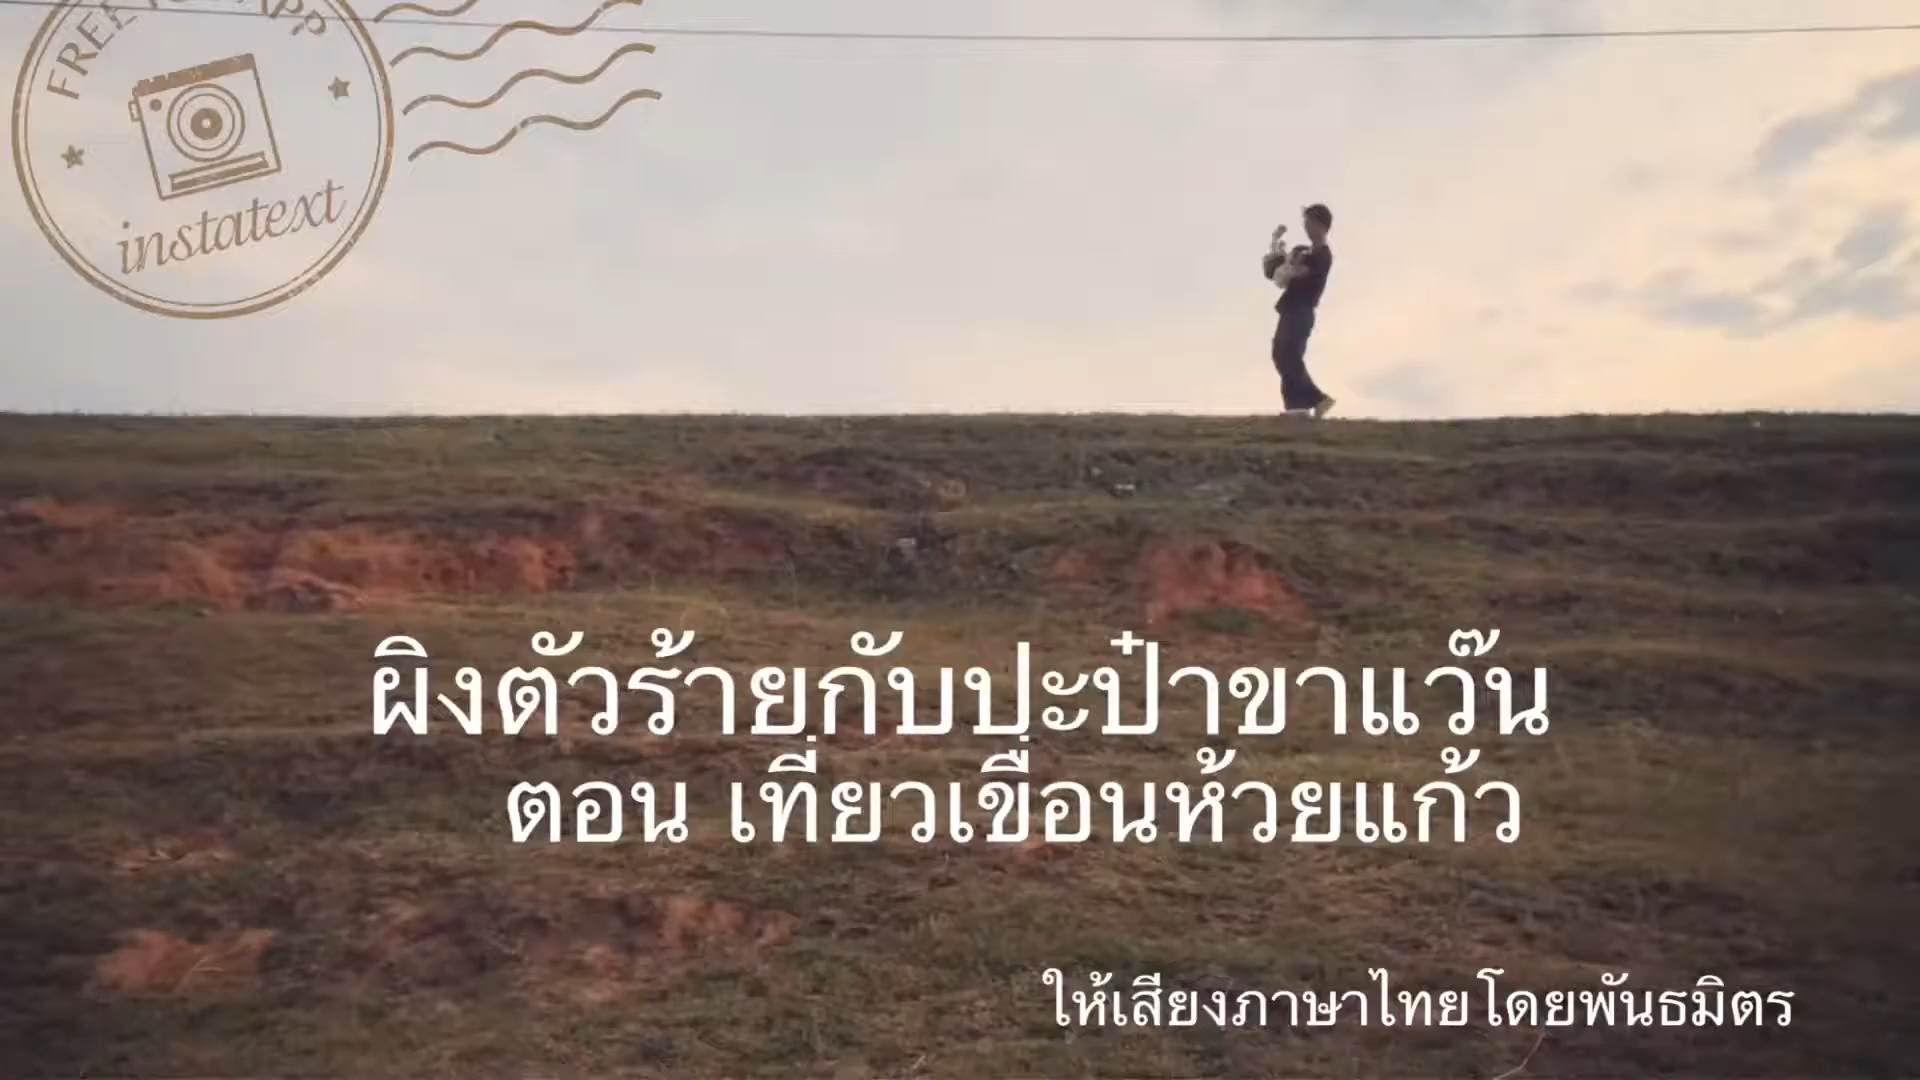 instatext
ผิงตัวร้ายกับปะป๋าขาแว๊น
ตอน เที่ยวเขื่อนห้วยแก้ว
ให้เสียงภาษาไทยโดยพันธมิตร